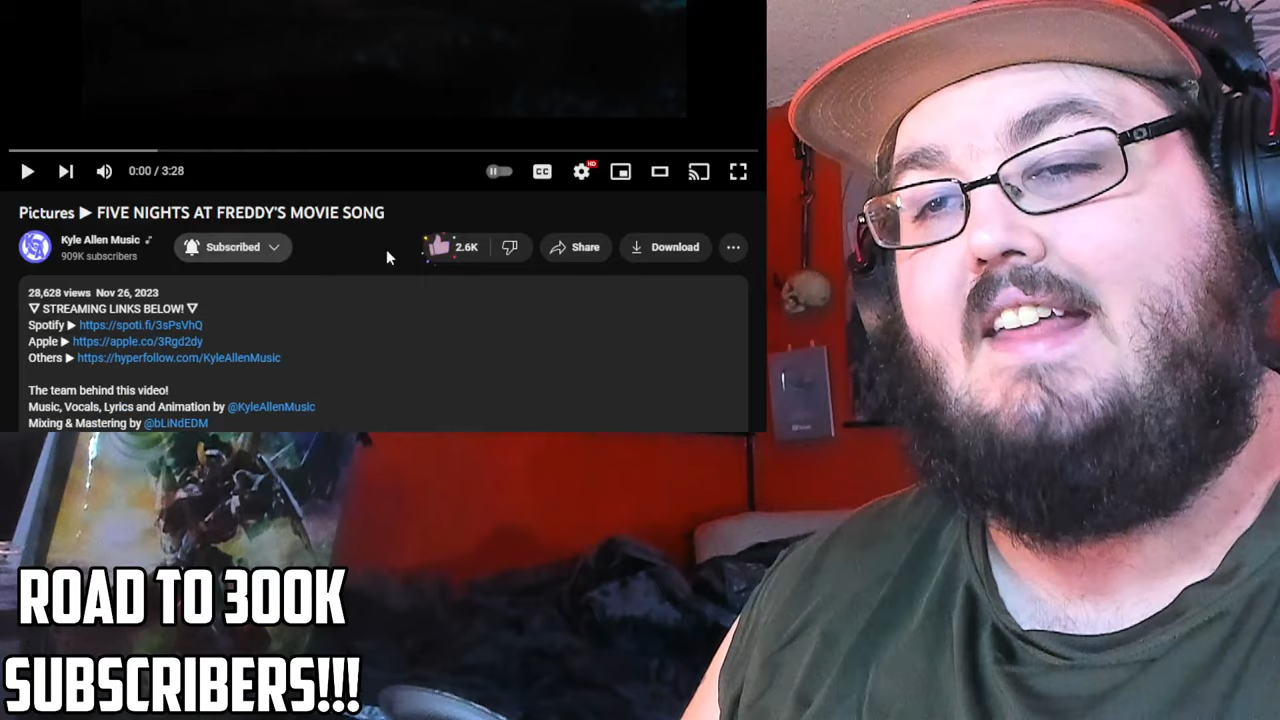 HD
CC
0:00 / 3:28
Pictures ▶ FIVE NIGHTS AT FREDDY'S MOVIE SONG
Kyle Allen Music ♪
909K subscribers
Subscribed
2.6K
Share
Download
28,628 views Nov 26, 2023
▽ STREAMING LINKS BELOW! ▽
Spotify ▶ https://spoti.fi/3sPsVhQ
Apple ▶ https://apple.co/3Rgd2dy
Others ▶ https://hyperfollow.com/KyleAllenMusic
The team behind this video!
Music, Vocals, Lyrics and Animation by @KyleAllenMusic
Mixing & Mastering by @bLiNdEDM
ROAD TO 300K
SUBSCRIBERS!!!